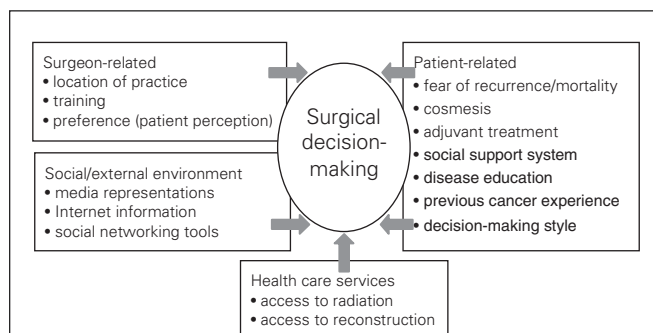 Surgeon-related
• location of practice
• training
• preference (patient perception)
Social/external environment
• media representations
• Internet information
• social networking tools
Surgical
decision-
making
Patient-related
• fear of recurrence/mortality
• cosmesis
• adjuvant treatment
• social support system
• disease education
• previous cancer experience
• decision-making style
Health care services
• access to radiation
• access to reconstruction